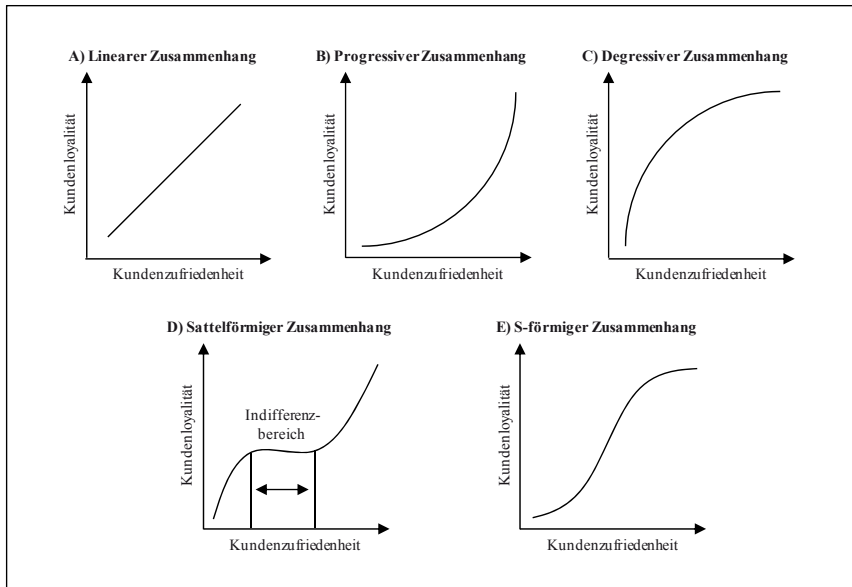 A) Linearer Zusammenhang
Kundenloyalität
Kundenzufriedenheit
B) Progressiver Zusammenhang
Kundenloyalität
Kundenzufriedenheit
C) Degressiver Zusammenhang
Kundenloyalität
Kundenzufriedenheit
D) Sattelförmiger Zusammenhang
Kundenloyalität
Indifferenz-
bereich
Kundenzufriedenheit
E) S-förmiger Zusammenhang
Kundenloyalität
Kundenzufriedenheit